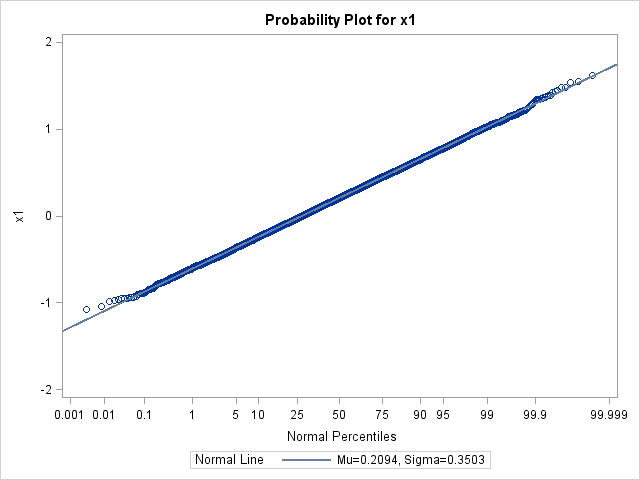 Probability Plot for x1
2
1
0
-1
-2
x1
0.001 0.01 0.1 1 5 10 25 50 75 90 95 99 99.9 99.999
Normal Percentiles
Normal Line Mu=0.2094, Sigma=0.3503